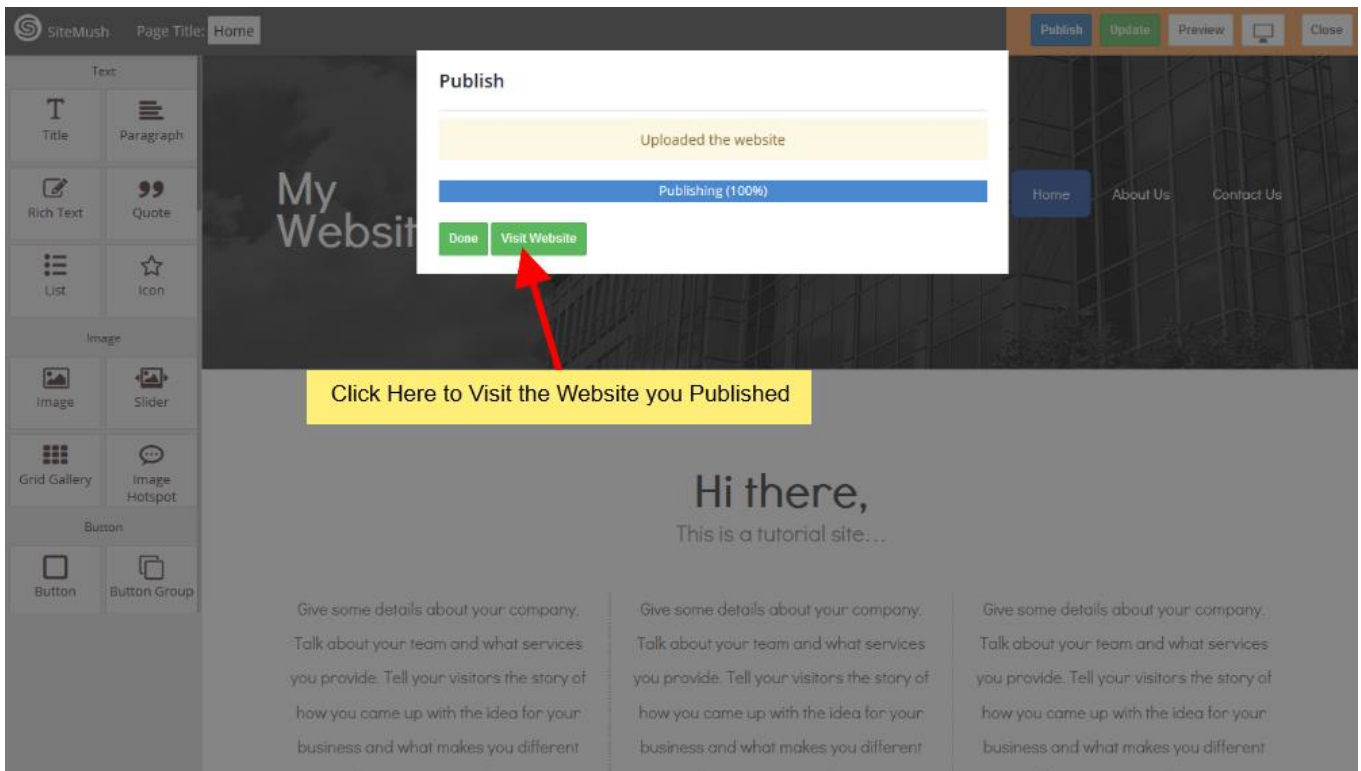 SiteMush Page Title: Home Publish Update Preview Close
Text
Title Paragraph
Rich Text Quote
List Icon
Image
Image Slider
Grid Gallery Image Hotspot
Button
Button Button Group
Publish
Uploaded the website
Publishing (100%)
Done Visit Website
My
Websit
Home About Us Contact Us
Click Here to Visit the Website you Published
Hi there,
This is a tutorial site...
Give some details about your company.
Talk about your team and what services
you provide. Tell your visitors the story of
how you came up with the idea for your
business and what makes you different
Give some details about your company.
Talk about your team and what services
you provide. Tell your visitors the story of
how you came up with the idea for your
business and what makes you different
Give some details about your company.
Talk about your team and what services
you provide. Tell your visitors the story of
how you came up with the idea for your
business and what makes you different